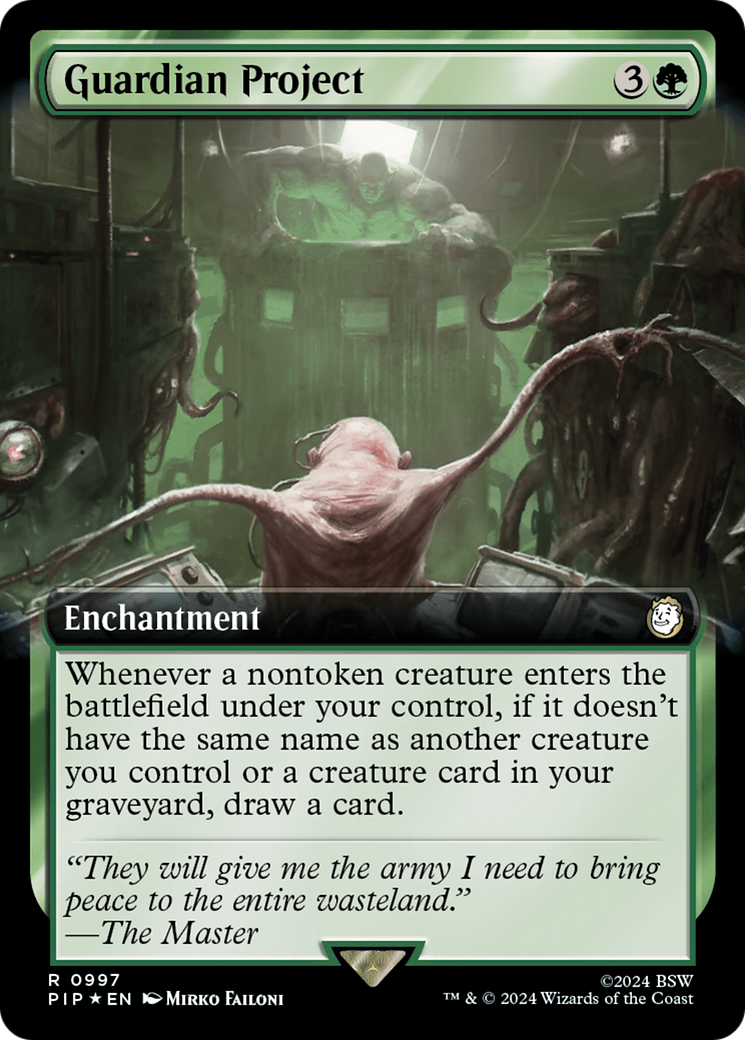 Guardian Project 3
Enchantment
Whenever a nontoken creature enters the
battlefield under your control, if it doesn't
have the same name as another creature
you control or a creature card in your
graveyard, draw a card.
“They will give me the army I need to bring
peace to the entire wasteland.”
—The Master
R 0997
PIP ★ EN Mirko Failoni
©2024 BSW
™ & © 2024 Wizards of the Coast